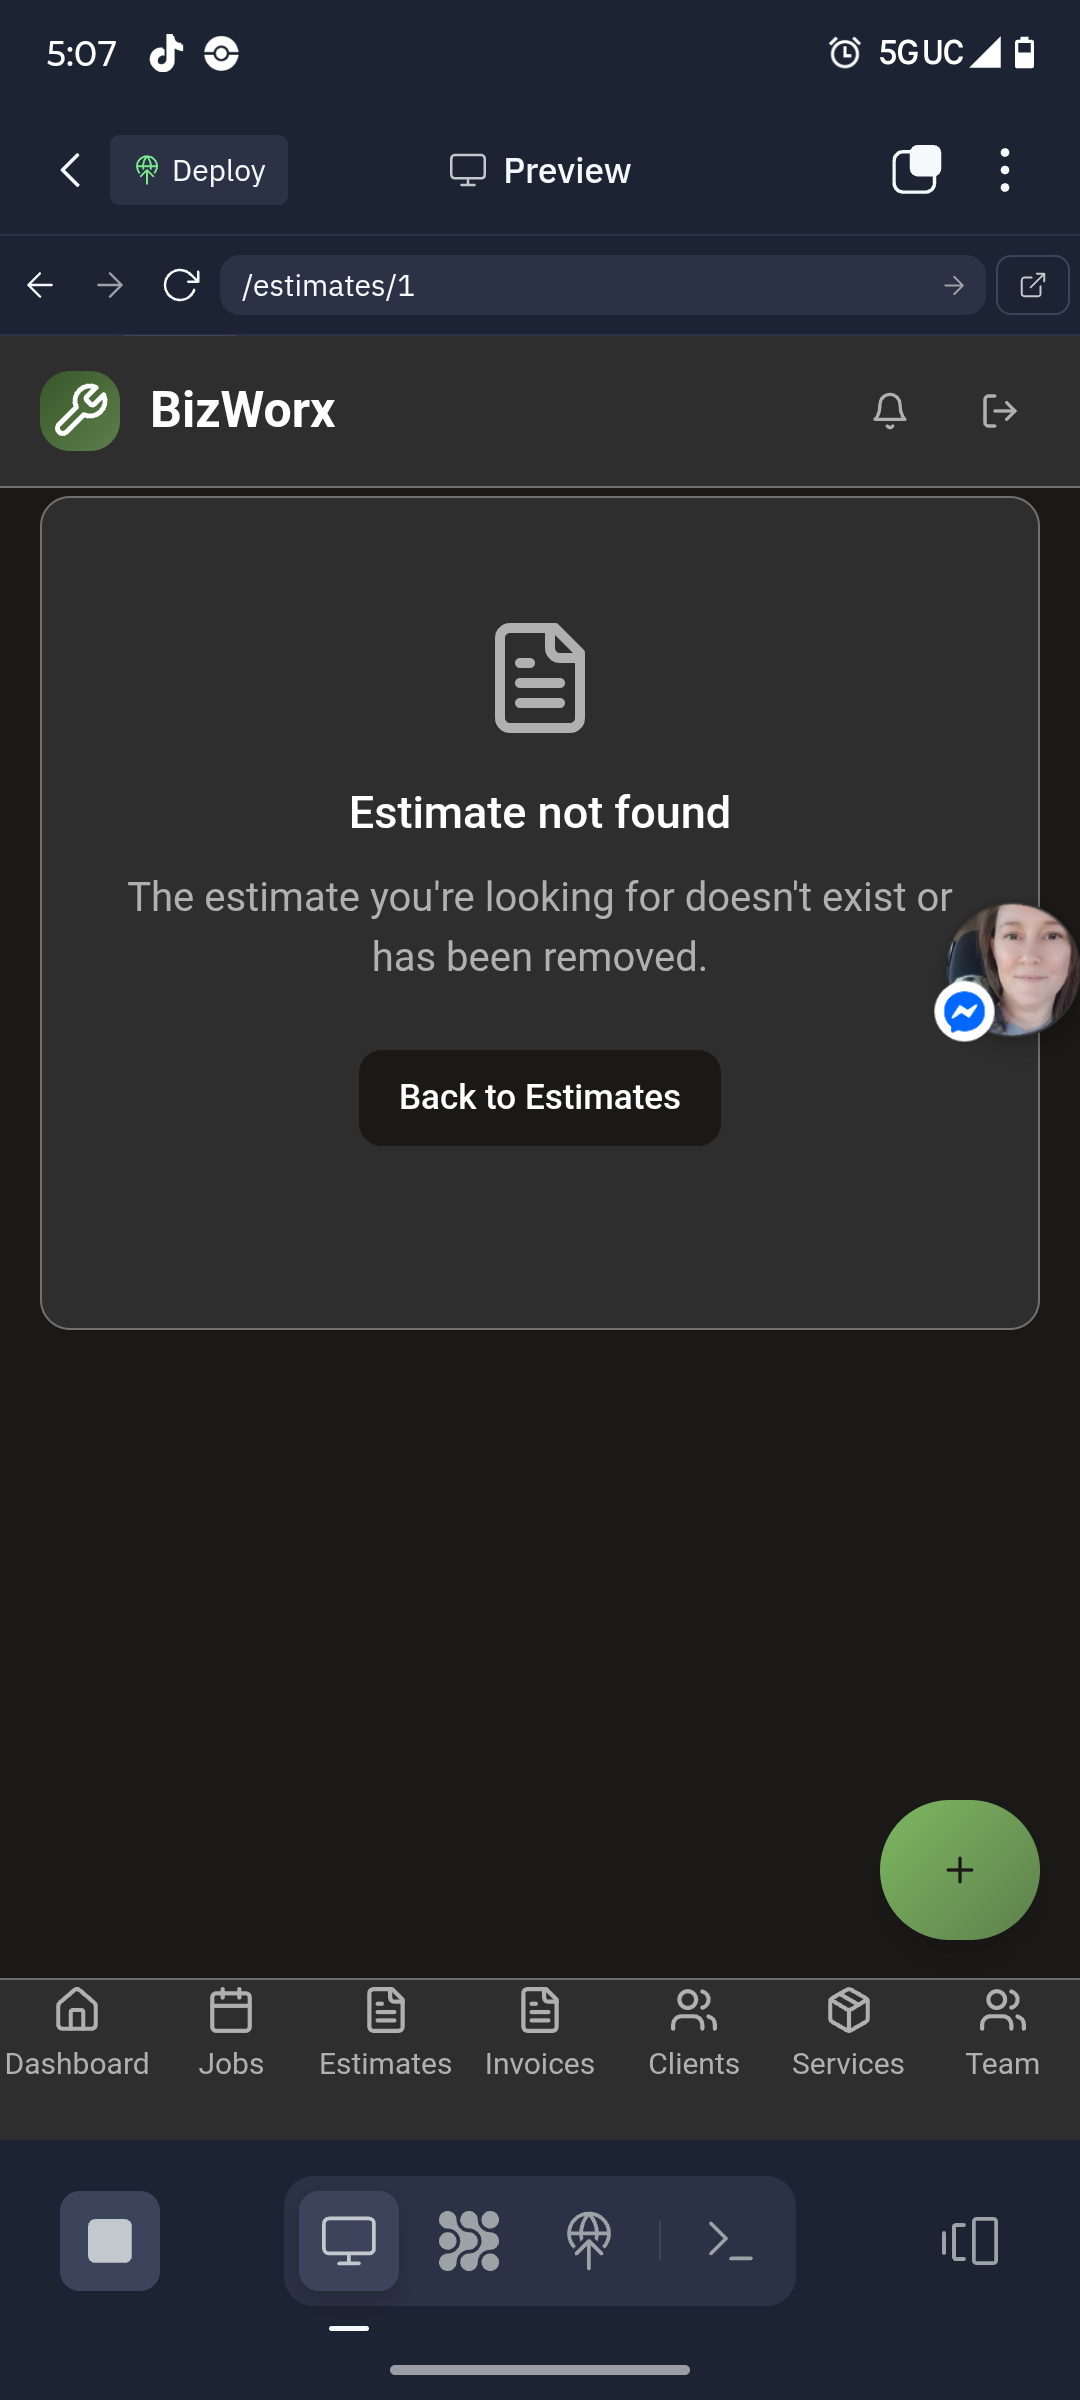 5:07
5G UC
Deploy
Preview
/estimates/1
BizWorx
Estimate not found
The estimate you're looking for doesn't exist or
has been removed.
Back to Estimates
Dashboard
Jobs
Estimates
Invoices
Clients
Services
Team